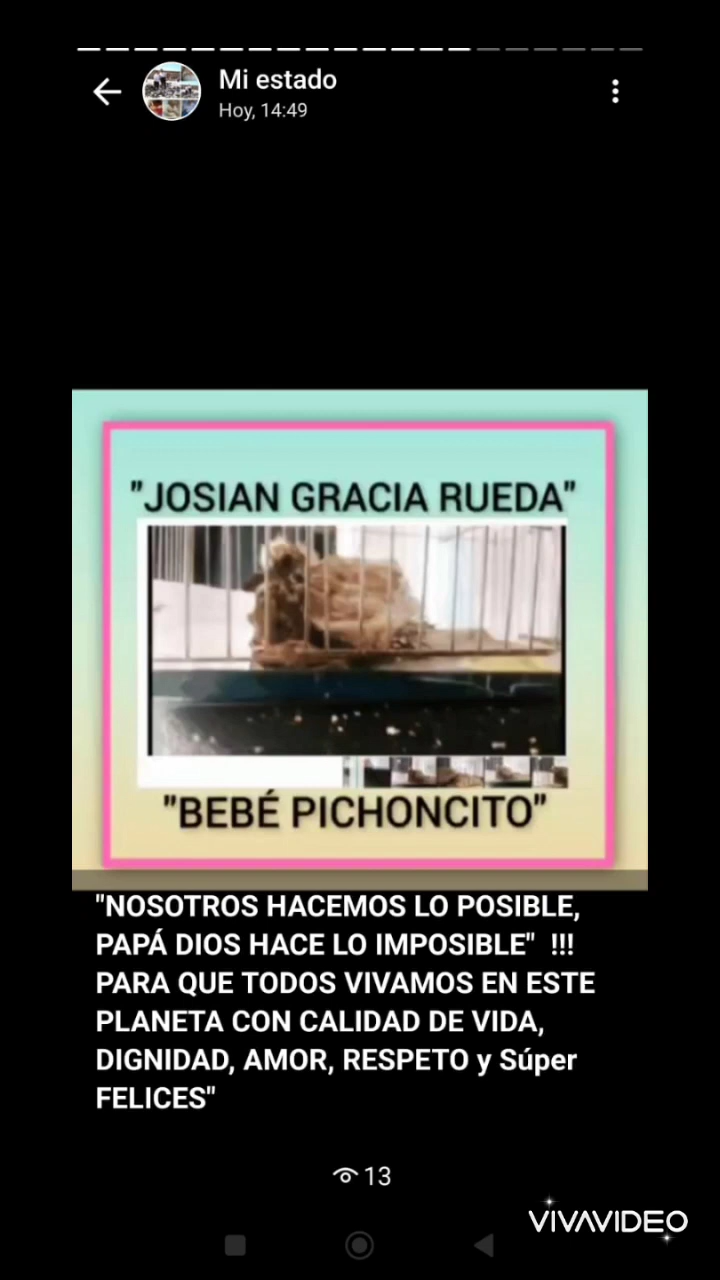 Mi estado
Hoy, 14:49
"JOSIAN GRACIA RUEDA"
"BEBÉ PICHONCITO"
"NOSOTROS HACEMOS LO POSIBLE,
PAPÁ DIOS HACE LO IMPOSIBLE"  !!!
PARA QUE TODOS VIVAMOS EN ESTE
PLANETA CON CALIDAD DE VIDA,
DIGNIDAD, AMOR, RESPETO y Súper
FELICES"
13
VIVAVIDEO